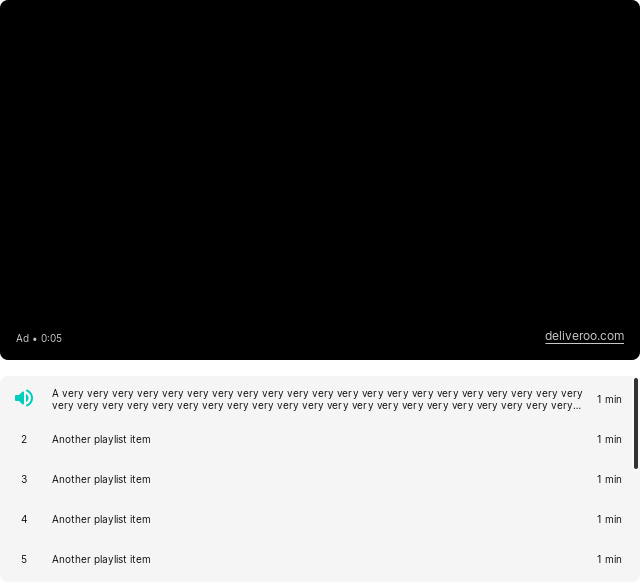 Ad • 0:05
deliveroo.com
A very very very very very very very very very very very very very very very very very very very very very
very very very very very very very very very very very very very very very very very very very very very...
1 min
2 Another playlist item 1 min
3 Another playlist item 1 min
4 Another playlist item 1 min
5 Another playlist item 1 min